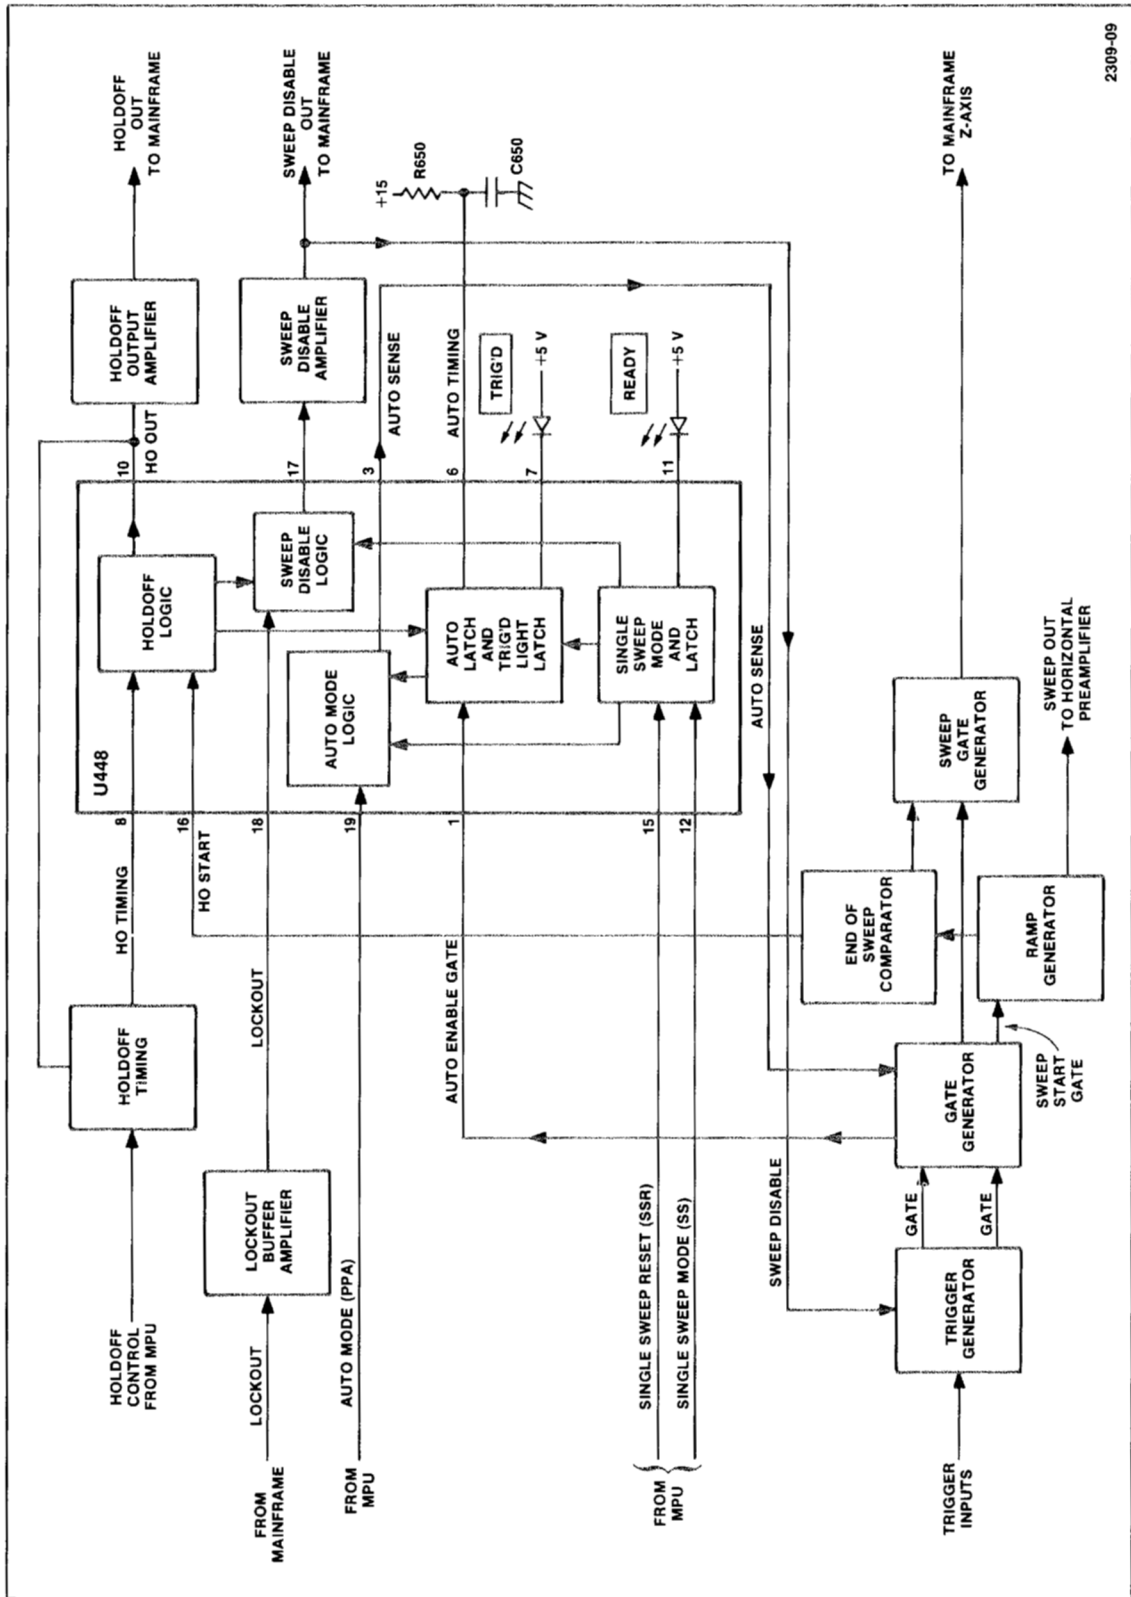 HOLDOFF
CONTROL
FROM MPU
HOLDOFF
TIMING
HO TIMING
8
U448
HOLDOFF
LOGIC
10
HO OUT
HOLDOFF
OUTPUT
AMPLIFIER
HOLDOFF
OUT
TO MAINFRAME
HO START
16
FROM
MAINFRAME
LOCKOUT
LOCKOUT
BUFFER
AMPLIFIER
LOCKOUT
18
SWEEP
DISABLE
LOGIC
17
SWEEP
DISABLE
AMPLIFIER
SWEEP DISABLE
OUT
TO MAINFRAME
FROM
MPU
AUTO MODE (PPA)
19
AUTO MODE
LOGIC
3
AUTO SENSE
+15
R650
C650
AUTO ENABLE GATE
1
AUTO
LATCH
AND
TRIG'D
LIGHT
LATCH
6
AUTO TIMING
7
TRIG'D
+5 V
FROM
MPU
SINGLE SWEEP RESET (SSR)
15
SINGLE SWEEP MODE (SS)
12
SINGLE
SWEEP
MODE
AND
LATCH
11
READY
+5 V
SWEEP DISABLE
AUTO SENSE
TRIGGER
INPUTS
TRIGGER
GENERATOR
GATE
GATE
GATE
GENERATOR
SWEEP
START
GATE
END OF
SWEEP
COMPARATOR
RAMP
GENERATOR
SWEEP
GATE
GENERATOR
SWEEP OUT
TO HORIZONTAL
PREAMPLIFIER
TO MAINFRAME
Z-AXIS
2309-09